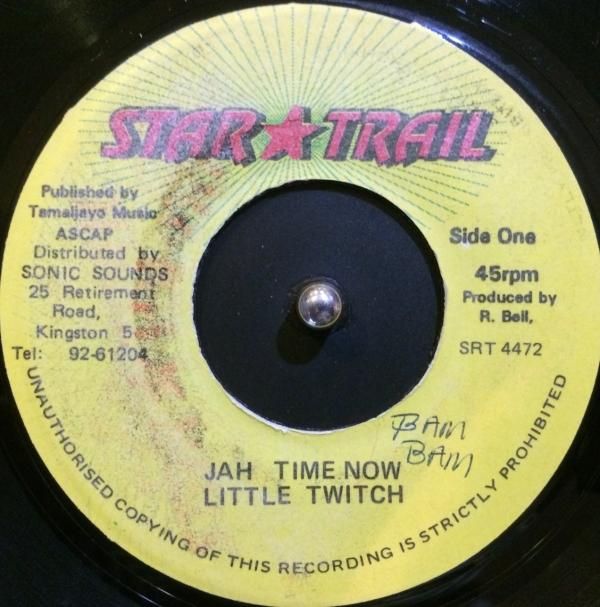 STAR★TRAIL
Published by
Tamaljayo Music
ASCAP
Distributed by
SONIC SOUNDS
25 Retirement
Road,
Kingston 5
Tel: 92-61204
Side One
45rpm
Produced by
R. Bell,
SRT 4472
BAM
BAM
JAH TIME NOW
LITTLE TWITCH
UNAUTHORISED COPYING OF THIS RECORDING IS STRICTLY PROHIBITED